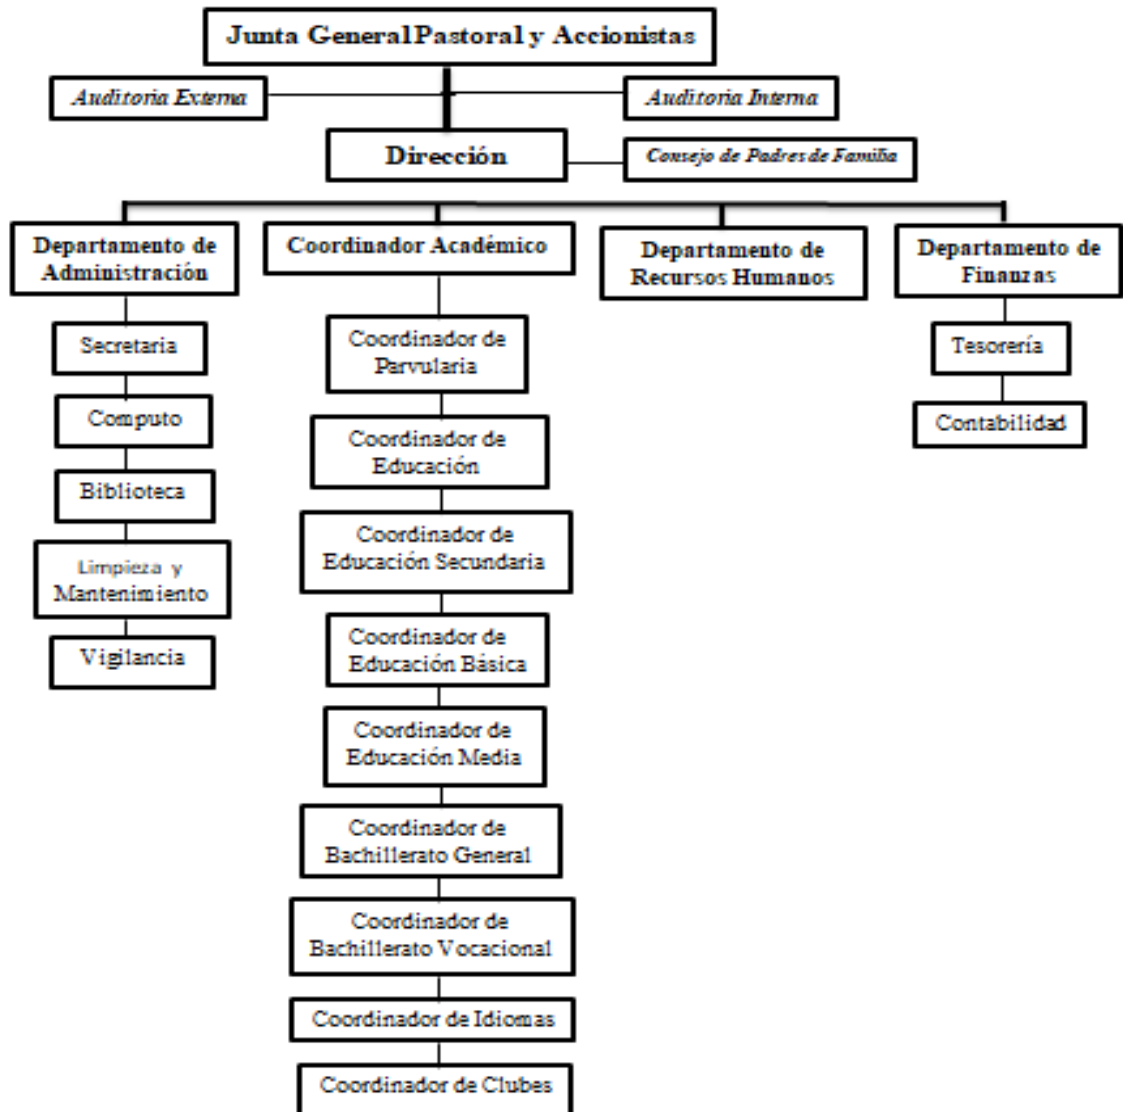 Junta General Pastoral y Accionistas
Auditoria Externa
Auditoria Interna
Dirección
Consejo de Padres de Familia
Departamento de
Administración
Coordinador Académico
Departamento de
Recursos Humanos
Departamento de
Finanzas
Secretaria
Computo
Biblioteca
Limpieza y
Mantenimiento
Vigilancia
Coordinador de
Parvularia
Coordinador de
Educación
Coordinador de
Educación Secundaria
Coordinador de
Educación Básica
Coordinador de
Educación Media
Coordinador de
Bachillerato General
Coordinador de
Bachillerato Vocacional
Coordinador de Idiomas
Coordinador de Clubes
Tesorería
Contabilidad